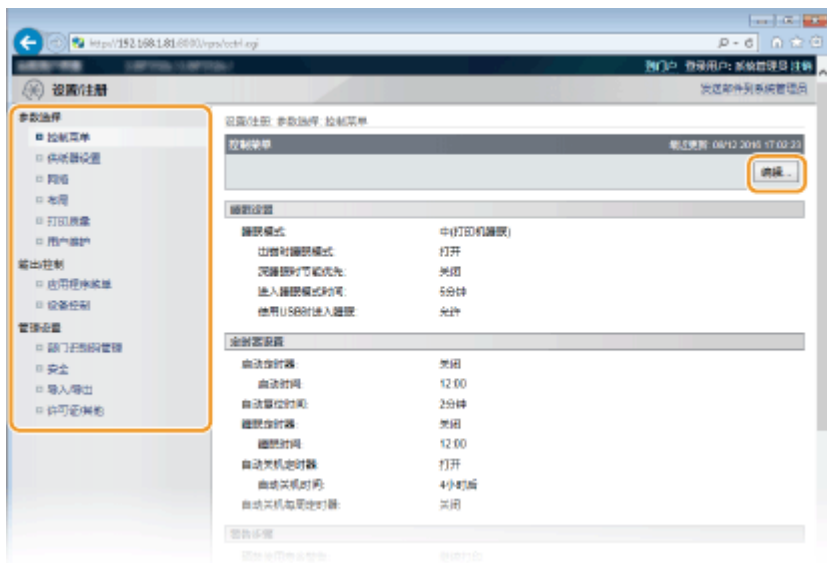 http://192.168.1.81:8000/rps/cctrl.cgi
到门户 登录用户: 系统管理员 注销
设置/注册
发送邮件到系统管理员
参数选择
控制菜单
供纸器设置
网络
布局
打印质量
用户维护
输出/控制
应用程序菜单
设备控制
管理设置
部门识别码管理
安全
导入/导出
许可证/其他
设置/注册: 参数选择: 控制菜单
控制菜单
最近更新: 08/12 2016 17:02:23
编辑...
睡眠设置
睡眠模式: 中(打印机睡眠)
出错时睡眠模式: 打开
深睡眠时节能优先: 关闭
进入睡眠模式时间: 5分钟
使用USB时进入睡眠: 允许
定时器设置
启动定时器: 关闭
启动时间: 12:00
自动复位时间: 2分钟
睡眠定时器: 关闭
睡眠时间: 12:00
自动关机定时器: 打开
自动关机时间: 4小时后
自动关机每周定时器: 关闭
警告步骤